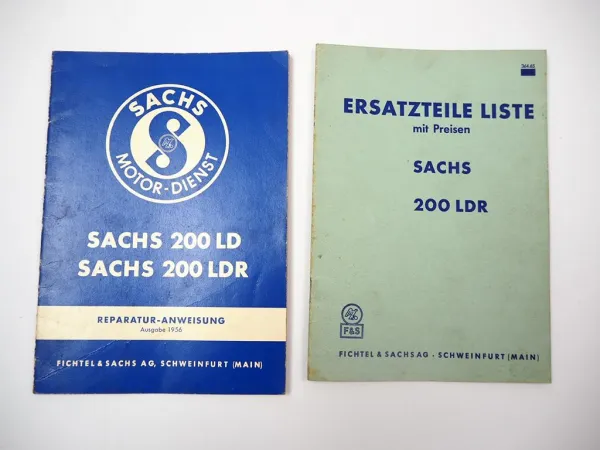 SACHS
MOTOR-DIENST
SACHS 200 LD
SACHS 200 LDR
REPARATUR-ANWEISUNG
Ausgabe 1956
FICHTEL & SACHS AG, SCHWEINFURT (MAIN)
ERSATZTEILE LISTE
mit Preisen
SACHS
200 LDR
F&S
FICHTEL & SACHS AG · SCHWEINFURT (MAIN)